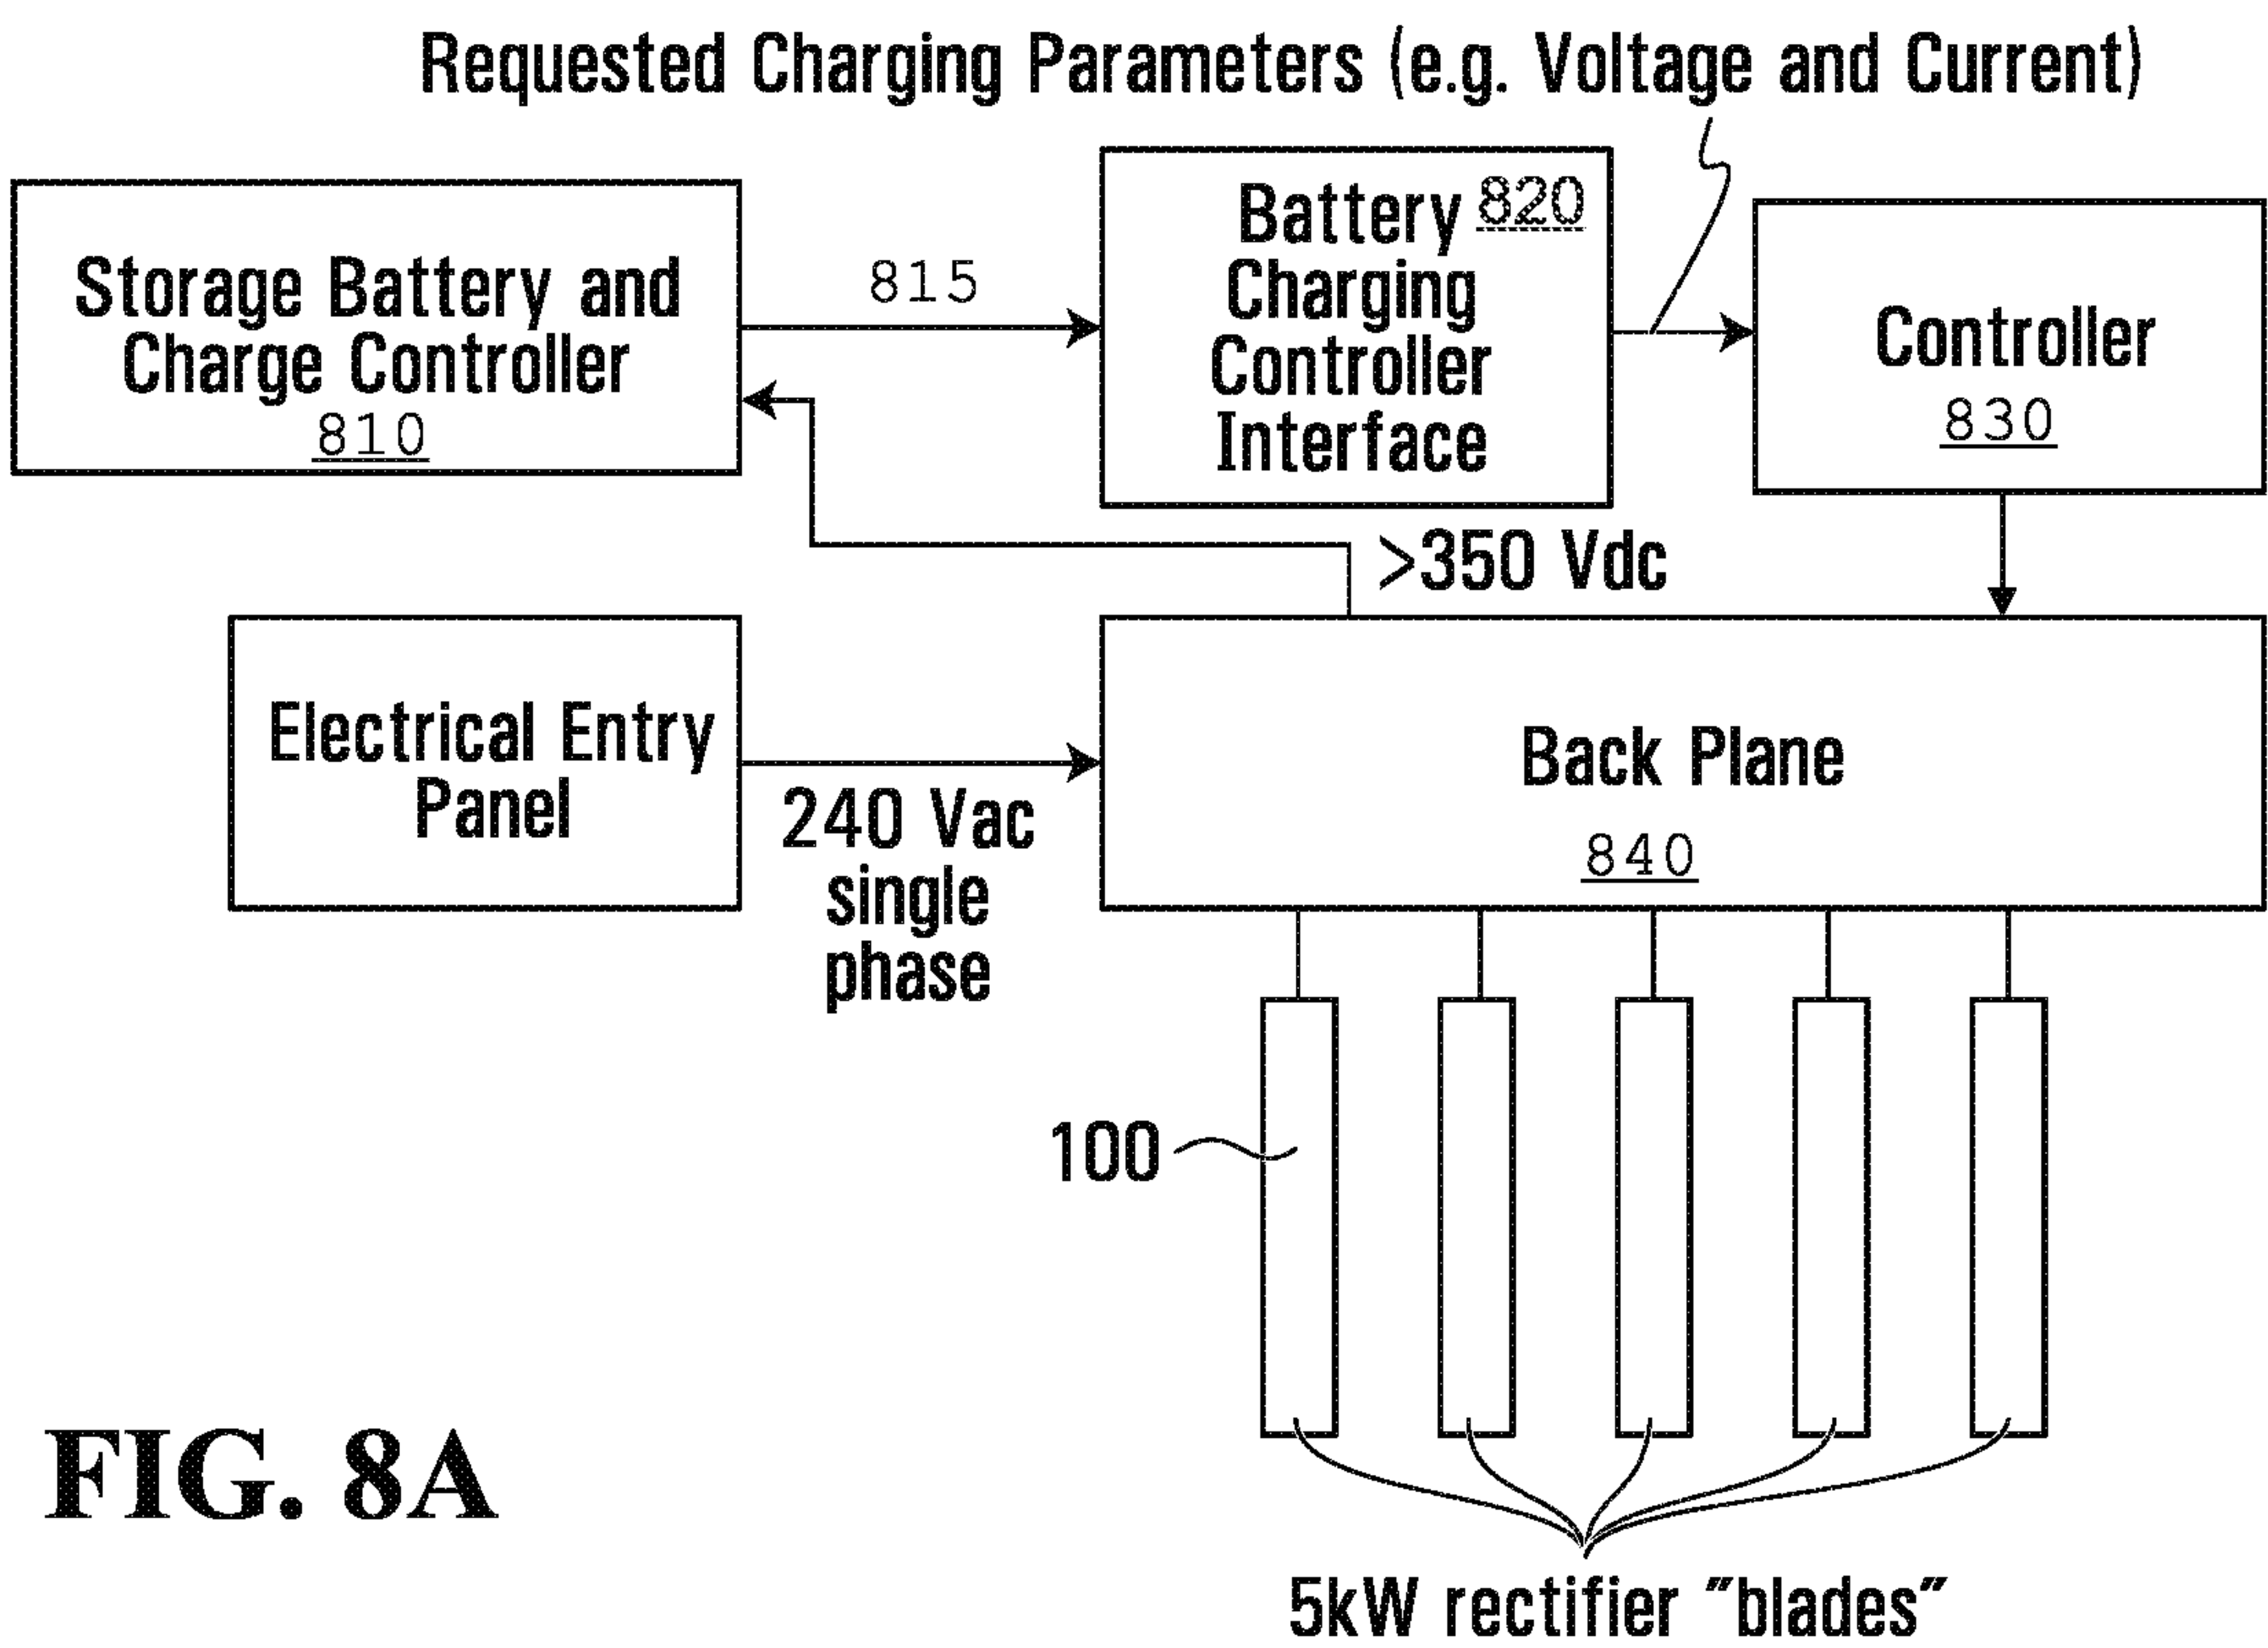 Requested Charging Parameters (e.g. Voltage and Current)
Storage Battery and
Charge Controller
810
815
Battery 820
Charging
Controller
Interface
Controller
830
>350 Vdc
Electrical Entry
Panel
240 Vac
single
phase
Back Plane
840
100
FIG. 8A
5kW rectifier "blades"